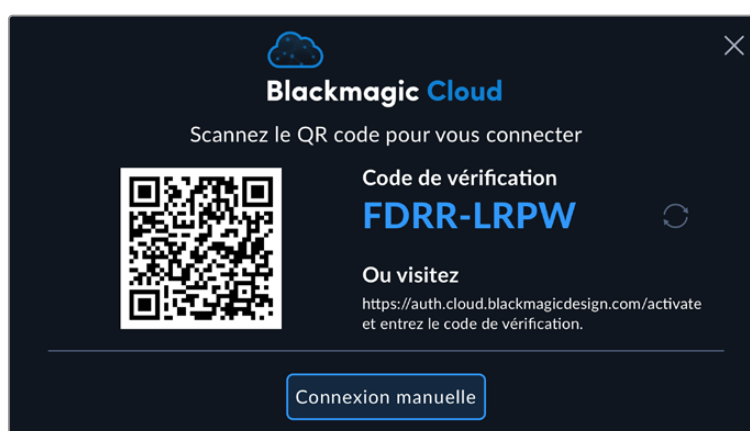 Blackmagic Cloud
Scannez le QR code pour vous connecter
Code de vérification
FDRR-LRPW
Ou visitez
https://auth.cloud.blackmagicdesign.com/activate
et entrez le code de vérification.
Connexion manuelle